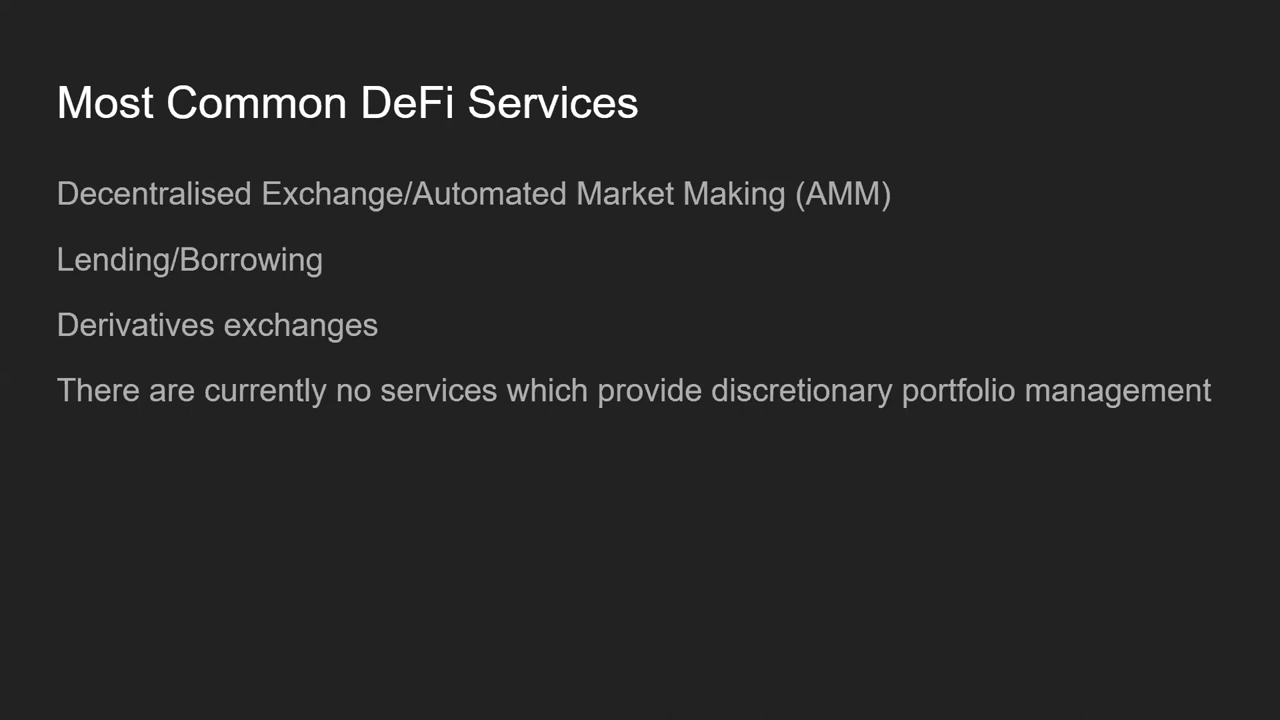 Most Common DeFi Services
Decentralised Exchange/Automated Market Making (AMM)
Lending/Borrowing
Derivatives exchanges
There are currently no services which provide discretionary portfolio management